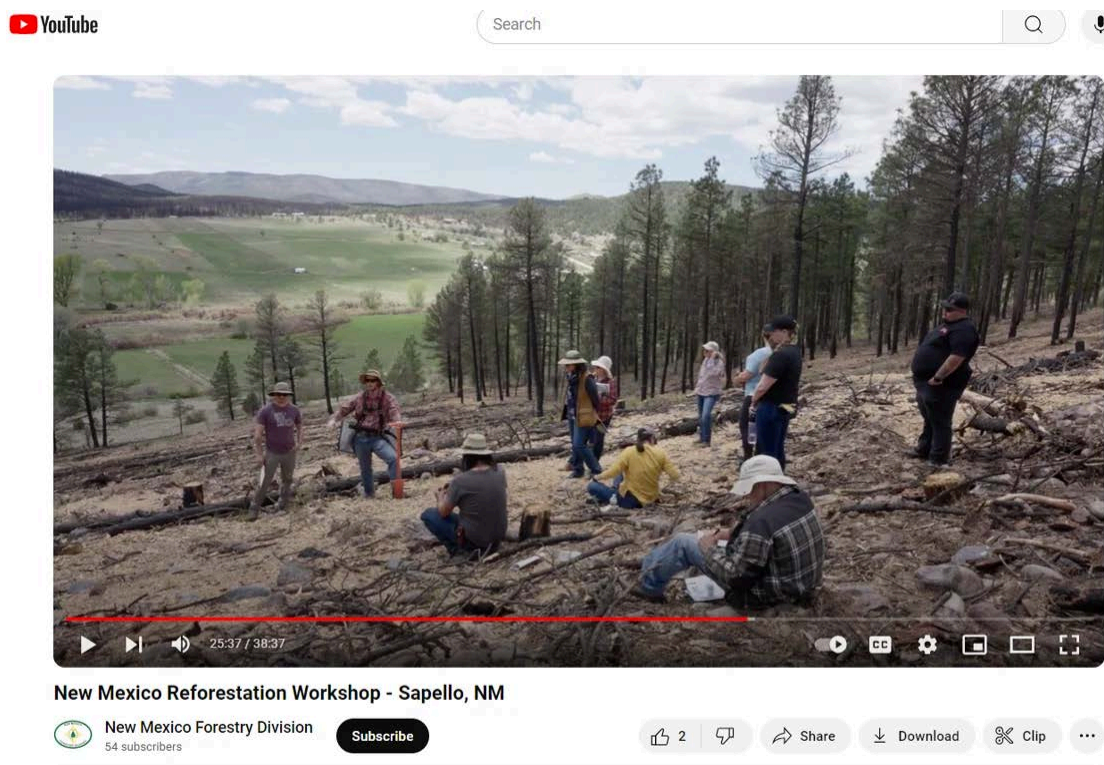 YouTube
Search
25:37 / 38:37
CC
New Mexico Reforestation Workshop - Sapello, NM
New Mexico Forestry Division
54 subscribers
Subscribe
2
Share
Download
Clip